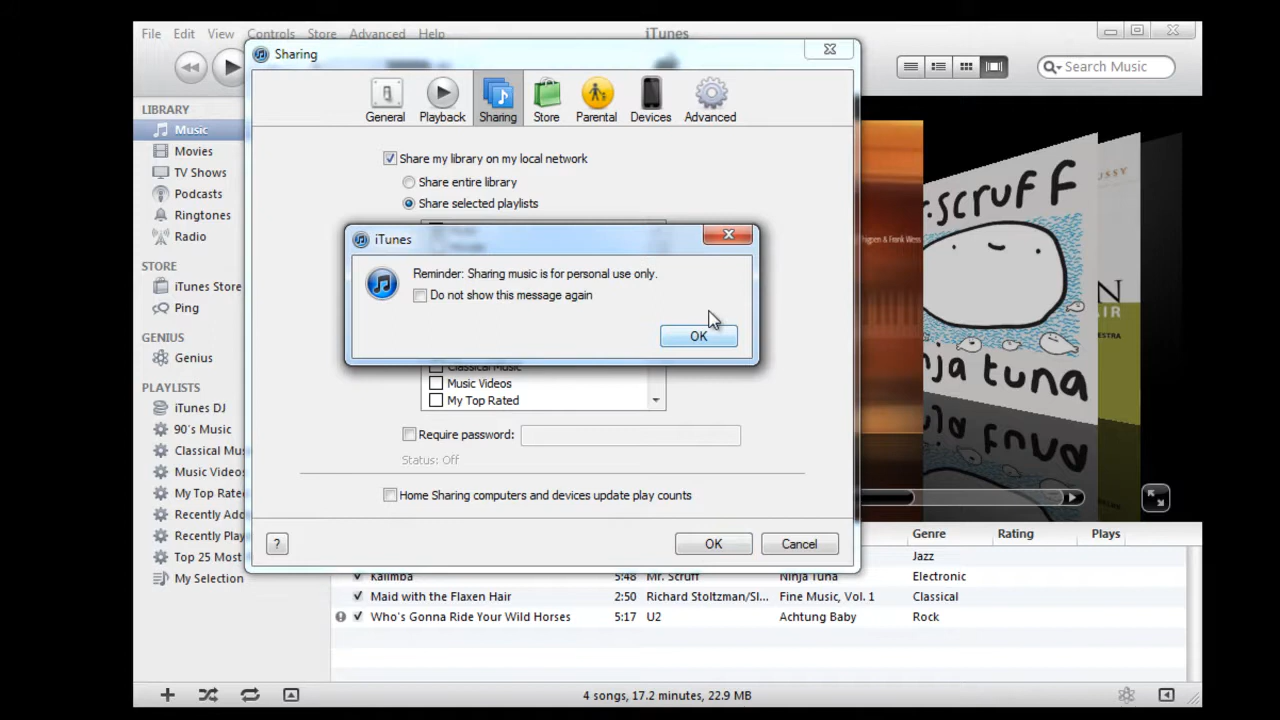 File Edit View Controls Store Advanced Help
iTunes
Search Music
LIBRARY
Music
Movies
TV Shows
Podcasts
Ringtones
Radio
STORE
iTunes Store
Ping
GENIUS
Genius
PLAYLISTS
iTunes DJ
90's Music
Classical Mu
Music Videos
My Top Rate
Recently Add
Recently Play
Top 25 Most
My Selection
Sharing
General Playback Sharing Store Parental Devices Advanced
Share my library on my local network
Share entire library
Share selected playlists
iTunes
Reminder: Sharing music is for personal use only.
Do not show this message again
OK
Classical Music
Music Videos
My Top Rated
Require password:
Status: Off
Home Sharing computers and devices update play counts
? OK Cancel
.scruff
nja tuna
Genre Rating Plays
Jazz
Kalimba 5:48 Mr. Scruff Ninja Tuna Electronic
Maid with the Flaxen Hair 2:50 Richard Stoltzman/Sl... Fine Music, Vol. 1 Classical
Who's Gonna Ride Your Wild Horses 5:17 U2 Achtung Baby Rock
4 songs, 17.2 minutes, 22.9 MB